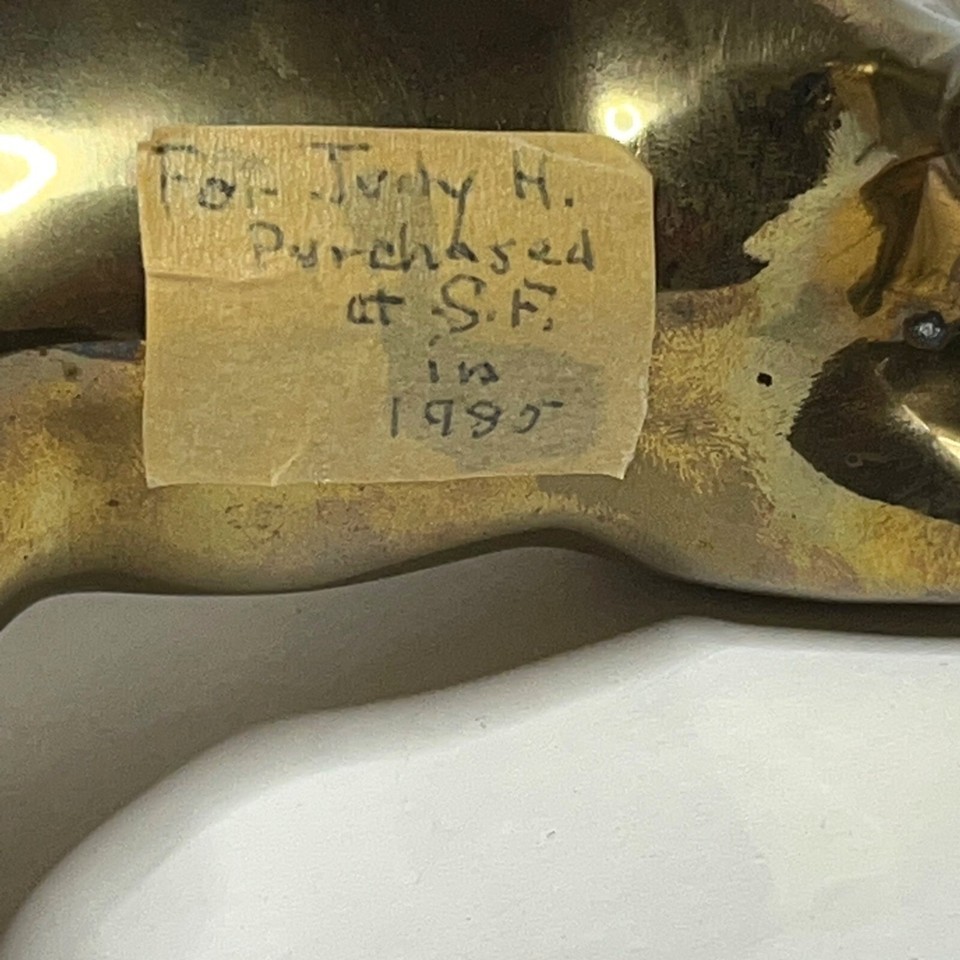 For Judy H.
Purchased
at S.F.
in
1985